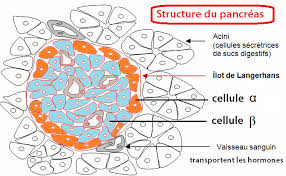 Structure du pancréas
Acini
(cellules sécrétrices
de sucs digestifs)
Îlot de Langerhans
cellule α
cellule β
Vaisseau sanguin
transportent les hormones